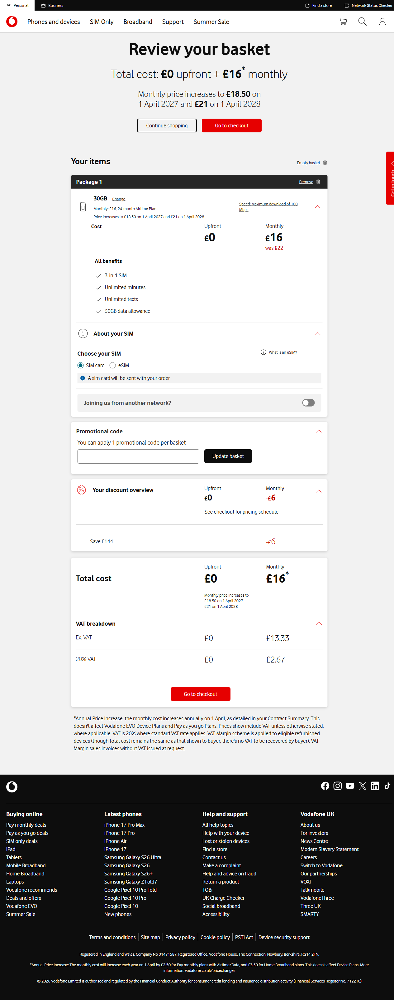 Personal
Business
Find a store
Network Status Checker
Phones and devices
SIM Only
Broadband
Support
Summer Sale
Review your basket
Total cost: £0 upfront + £16* monthly
Monthly price increases to £18.50 on
1 April 2027 and £21 on 1 April 2028
Continue shopping
Go to checkout
Get in touch
Your items
Empty basket
Package 1
Remove
30GB
Change
Monthly: £16, 24-month Airtime Plan
Price increases to £18.50 on 1 April 2027 and £21 on 1 April 2028
Speed: Maximum download of 100
Mbps
Cost
Upfront
£0
Monthly
£16
was £22
All benefits
3-in-1 SIM
Unlimited minutes
Unlimited texts
30GB data allowance
About your SIM
Choose your SIM
What is an eSIM?
SIM card
eSIM
A sim card will be sent with your order
Joining us from another network?
Promotional code
You can apply 1 promotional code per basket
Update basket
Your discount overview
Upfront
£0
Monthly
-£6
See checkout for pricing schedule
Save £144
-£6
Total cost
Upfront
£0
Monthly
£16*
Monthly price increases to
£18.50 on 1 April 2027
£21 on 1 April 2028
VAT breakdown
Ex. VAT
£0
£13.33
20% VAT
£0
£2.67
Go to checkout
*Annual Price Increase: the monthly cost increases annually on 1 April, as detailed in your Contract Summary. This
doesn't affect Vodafone EVO Device Plans and Pay as you go Plans. Prices show include VAT unless otherwise stated,
where applicable. VAT is 20% where standard VAT rate applies. VAT Margin scheme is applied to eligible refurbished
devices (though total cost remains the same as that shown to buyer, there's no VAT to be recovered by buyer). VAT
Margin sales invoices without VAT issued at request.
Buying online
Pay monthly deals
Pay as you go deals
SIM only deals
iPad
Tablets
Mobile Broadband
Home Broadband
Laptops
Vodafone recommends
Deals and offers
Vodafone EVO
Summer Sale
Latest phones
iPhone 17 Pro Max
iPhone 17 Pro
iPhone Air
iPhone 17
Samsung Galaxy S26 Ultra
Samsung Galaxy S26
Samsung Galaxy S26+
Samsung Galaxy Z Fold7
Google Pixel 10 Pro Fold
Google Pixel 10 Pro
Google Pixel 10
New phones
Help and support
All help topics
Help with your device
Lost or stolen devices
Find a store
Contact us
Make a complaint
Help and advice on fraud
Return a product
TOBi
UK Charge Checker
Social broadband
Accessibility
Vodafone UK
About us
For investors
News Centre
Modern Slavery Statement
Careers
Switch to Vodafone
Our partnerships
VOXI
Talkmobile
VodafoneThree
Three UK
SMARTY
Terms and conditions
Site map
Privacy policy
Cookie policy
PSTI Act
Device security support
Registered in England and Wales. Company No 01471587. Registered Office: Vodafone House, The Connection, Newbury, Berkshire, RG14 2FN.
*Annual Price Increase: The monthly cost will increase each year on 1 April by £2.50 for Pay monthly plans with Airtime/Data, and £3.50 for Home Broadband plans. This doesn't affect Device Plans. More
information: vodafone.co.uk/pricechanges
© 2026 Vodafone Limited is authorised and regulated by the Financial Conduct Authority for consumer credit lending and insurance distribution activity (Financial Services Register No. 712210)